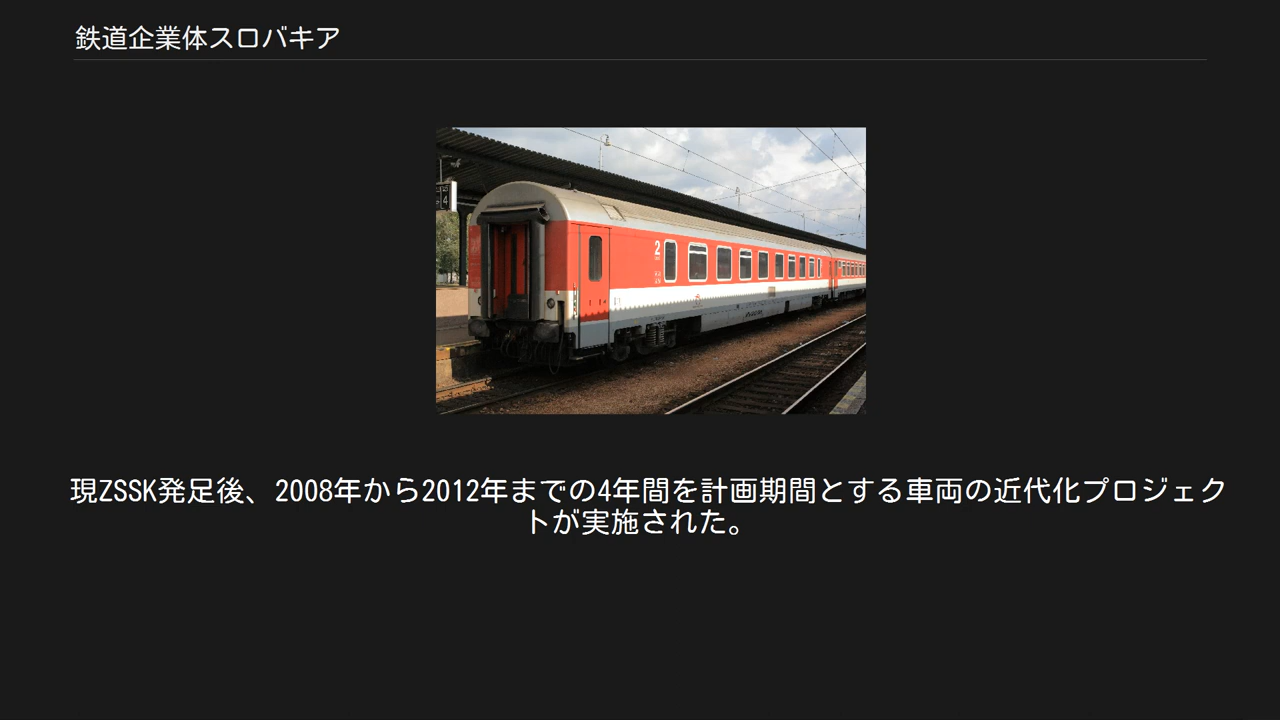 鉄道企業体スロバキア
4
2
現ZSSK発足後、2008年から2012年までの4年間を計画期間とする車両の近代化プロジェク
トが実施された。